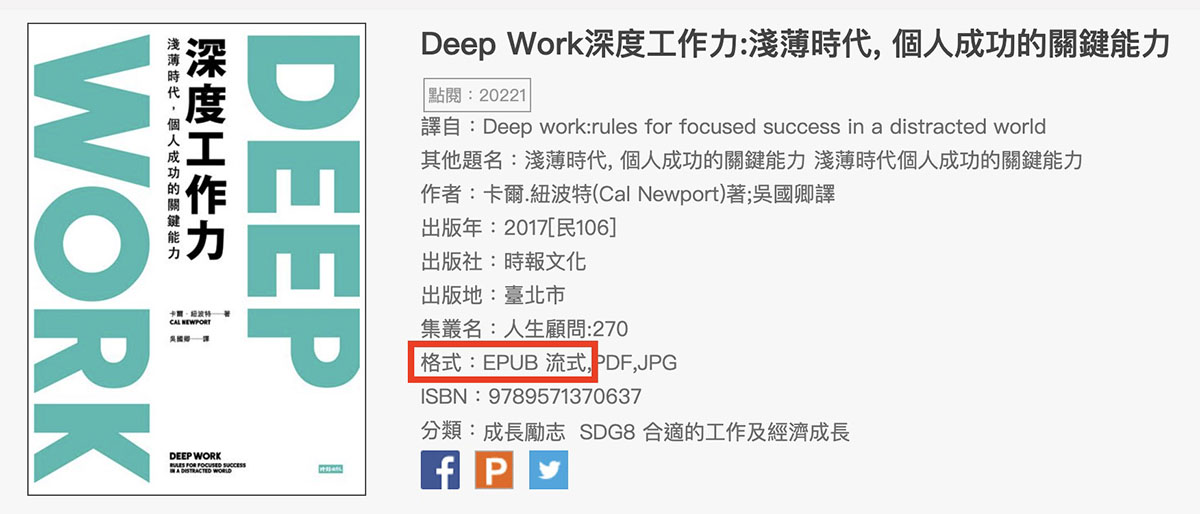 DEEP
WORK
深度工作力
淺薄時代，個人成功的關鍵能力
卡爾．紐波特──著
CAL NEWPORT
吳國卿──譯
DEEP WORK
RULES FOR FOCUSED SUCCESS
IN A DISTRACTED WORLD
時報出版
Deep Work深度工作力:淺薄時代, 個人成功的關鍵能力
點閱：20221
譯自：Deep work:rules for focused success in a distracted world
其他題名：淺薄時代, 個人成功的關鍵能力 淺薄時代個人成功的關鍵能力
作者：卡爾.紐波特(Cal Newport)著;吳國卿譯
出版年：2017[民106]
出版社：時報文化
出版地：臺北市
集叢名：人生顧問:270
格式：EPUB 流式,PDF,JPG
ISBN：9789571370637
分類：成長勵志 SDG8 合適的工作及經濟成長